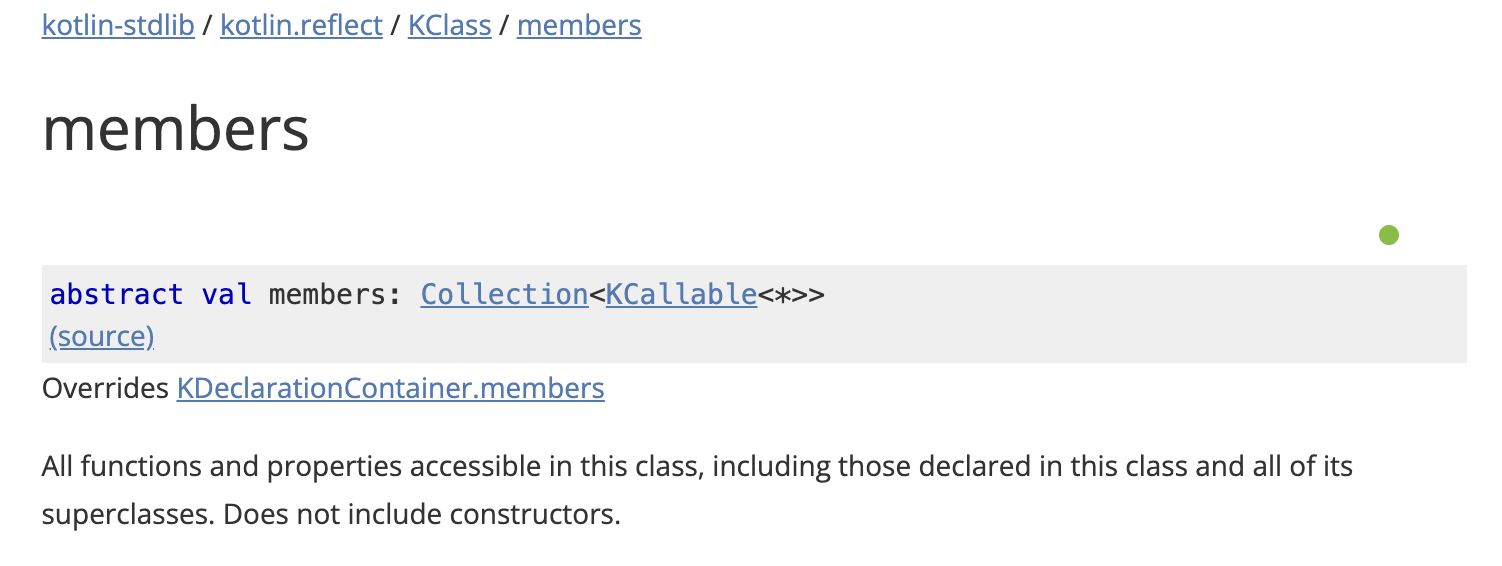 kotlin-stdlib / kotlin.reflect / KClass / members
members
abstract val members: Collection<KCallable<*>>
(source)
Overrides KDeclarationContainer.members
All functions and properties accessible in this class, including those declared in this class and all of its
superclasses. Does not include constructors.